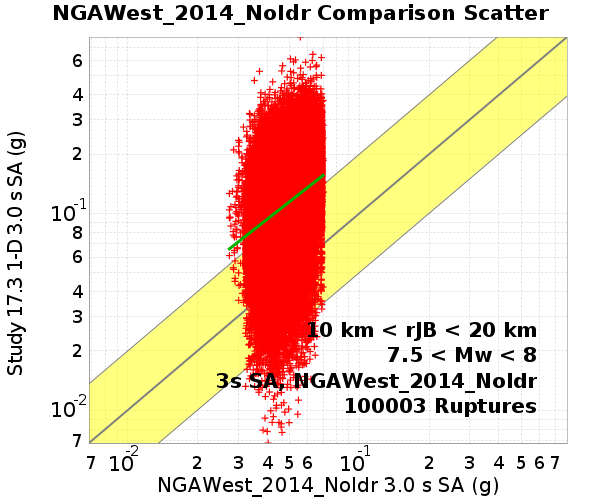 NGAWest_2014_NoIdr Comparison Scatter
Study 17.3 1-D 3.0 s SA (g)
6
4
3
2
10^-1
8
6
4
3
2
10^-2
7
10 km < rJB < 20 km
7.5 < Mw < 8
3s SA, NGAWest_2014_NoIdr
100003 Ruptures
7 10^-2 2 3 4 5 6 10^-1 2 3 4 5 6 7
NGAWest_2014_NoIdr 3.0 s SA (g)